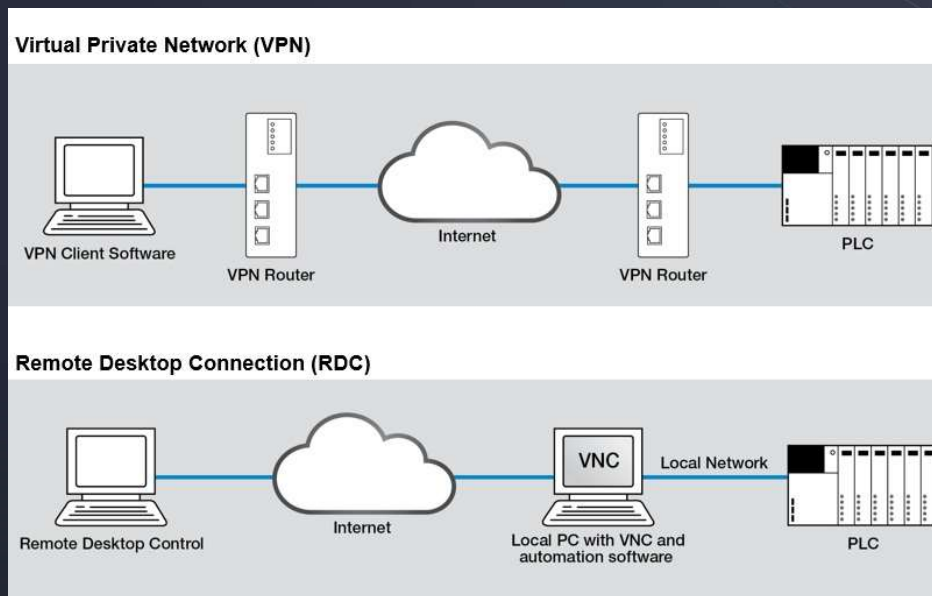 Virtual Private Network (VPN)
VPN Client Software
VPN Router
Internet
VPN Router
PLC
Remote Desktop Connection (RDC)
Remote Desktop Control
Internet
VNC
Local PC with VNC and
automation software
Local Network
PLC